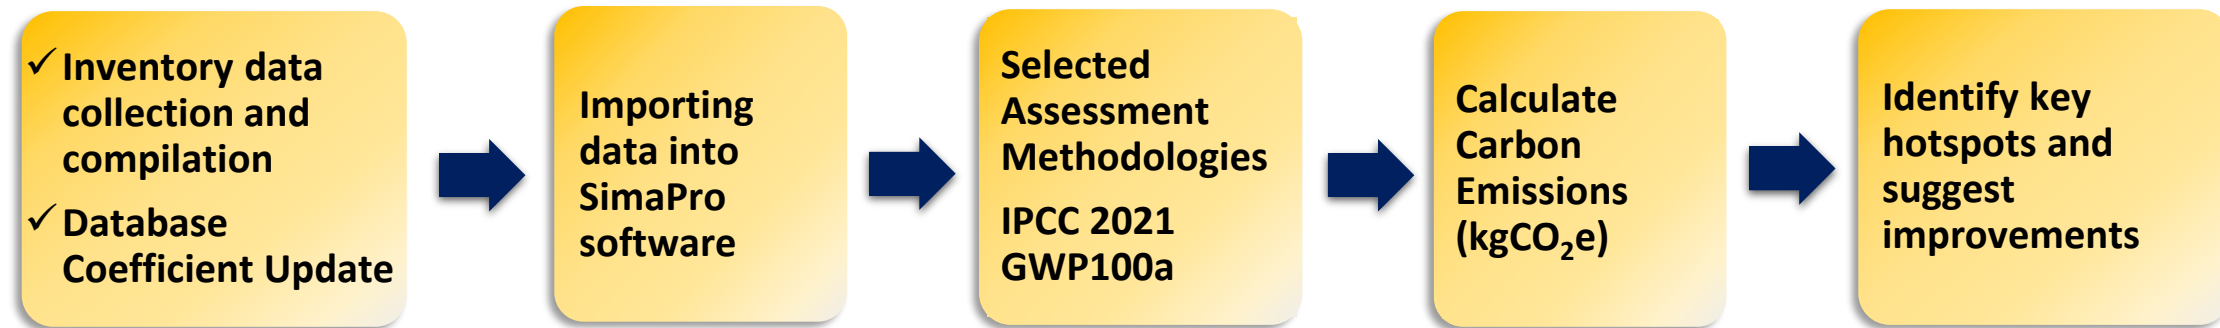 ✓ Inventory data
collection and
compilation
✓ Database
Coefficient Update
Importing
data into
SimaPro
software
Selected
Assessment
Methodologies
IPCC 2021
GWP100a
Calculate
Carbon
Emissions
(kgCO₂e)
Identify key
hotspots and
suggest
improvements